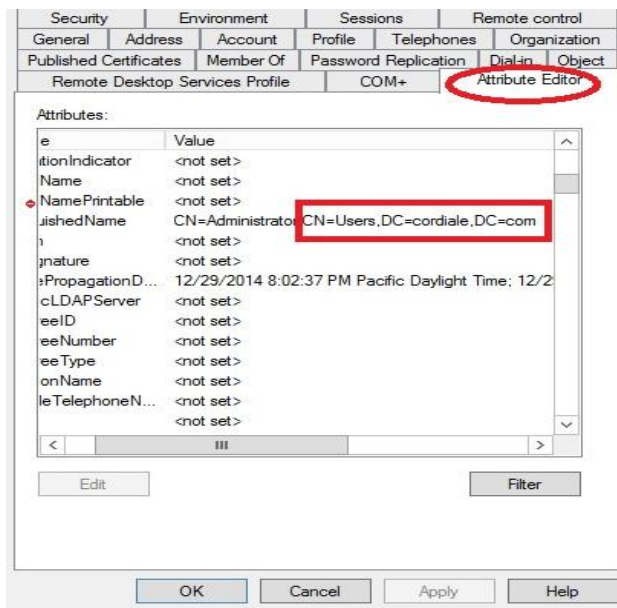 Security Environment Sessions Remote control
General Address Account Profile Telephones Organization
Published Certificates Member Of Password Replication Dial-in Object
Remote Desktop Services Profile COM+ Attribute Editor
Attributes:
e Value
tionIndicator <not set>
Name <not set>
NamePrintable <not set>
uishedName CN=Administrator CN=Users,DC=cordiale,DC=com
<not set>
gnature <not set>
ePropagationD... 12/29/2014 8:02:37 PM Pacific Daylight Time; 12/2
cLDAPServer <not set>
eeID <not set>
eeNumber <not set>
eeType <not set>
onName <not set>
leTelephoneN... <not set>
<not set>
Edit Filter
OK Cancel Apply Help